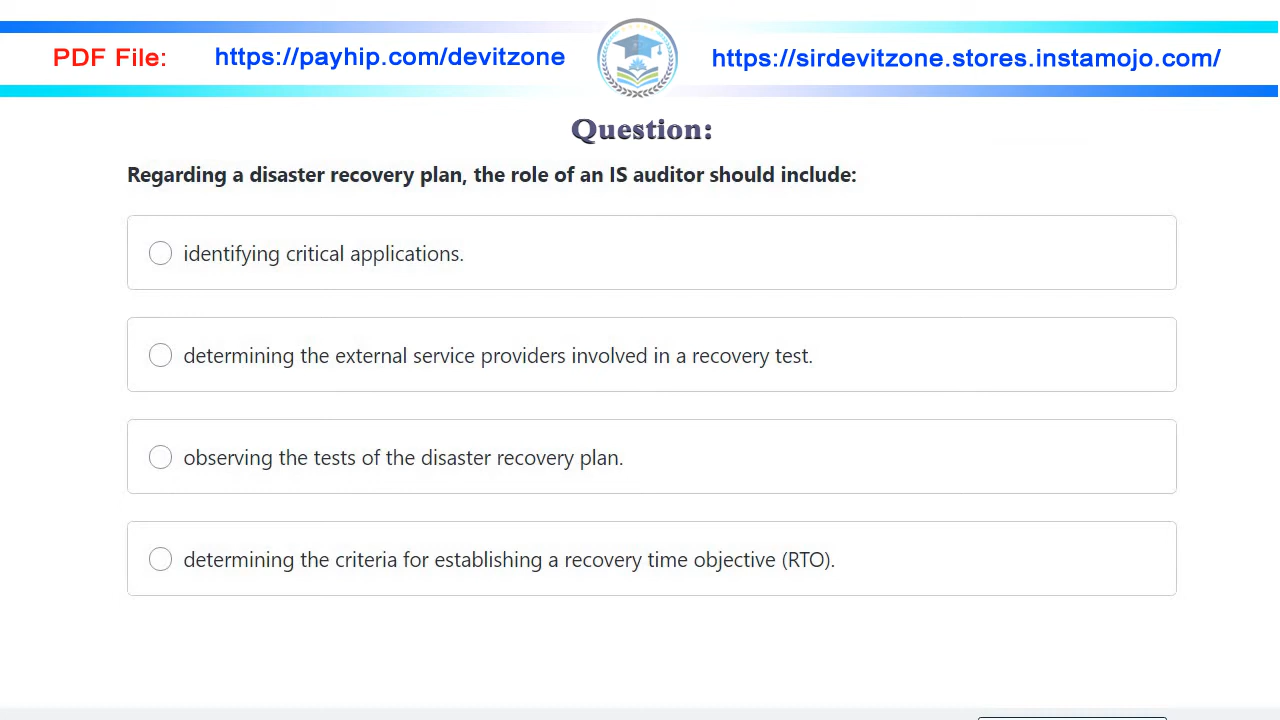 PDF File: https://payhip.com/devitzone https://sirdevitzone.stores.instamojo.com/
Question:
Regarding a disaster recovery plan, the role of an IS auditor should include:
identifying critical applications.
determining the external service providers involved in a recovery test.
observing the tests of the disaster recovery plan.
determining the criteria for establishing a recovery time objective (RTO).